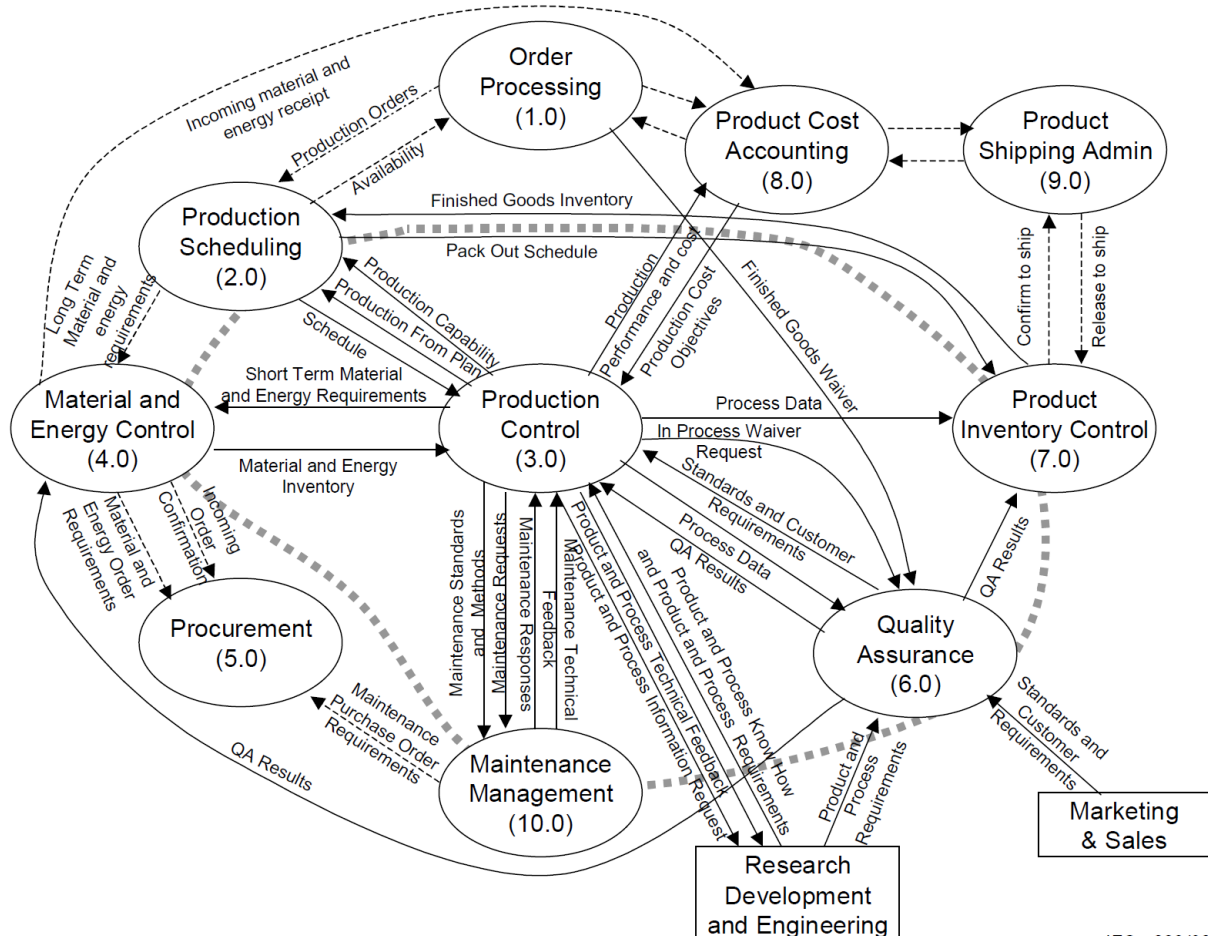 Order
Processing
(1.0)
Incoming material and
energy receipt
Production Orders
Availability
Product Cost
Accounting
(8.0)
Product
Shipping Admin
(9.0)
Production
Scheduling
(2.0)
Finished Goods Inventory
Pack Out Schedule
Long Term
Material and
energy
requirements
Production Capability
Production From Plan
Schedule
Production
Performance and cost
Production Cost
Objectives
Finished Goods Waiver
Confirm to ship
Release to ship
Material and
Energy Control
(4.0)
Short Term Material
and Energy Requirements
Material and Energy
Inventory
Production
Control
(3.0)
Process Data
In Process Waiver
Request
Product
Inventory Control
(7.0)
Standards and Customer
Requirements
Process Data
QA Results
QA Results
Incoming
Order
Confirmation
Material and
Energy Order
Requirements
Procurement
(5.0)
Maintenance Standards
and Methods
Maintenance Requests
Maintenance Responses
Maintenance Technical
Feedback
Product and Process Technical Feedback
Product and Process Information Request
Product and Process Know How
and Product and Process Requirements
Quality
Assurance
(6.0)
Standards and
Customer
Requirements
Maintenance
Purchase Order
Requirements
QA Results
Maintenance
Management
(10.0)
Product and
Process
Requirements
Marketing
& Sales
Research
Development
and Engineering